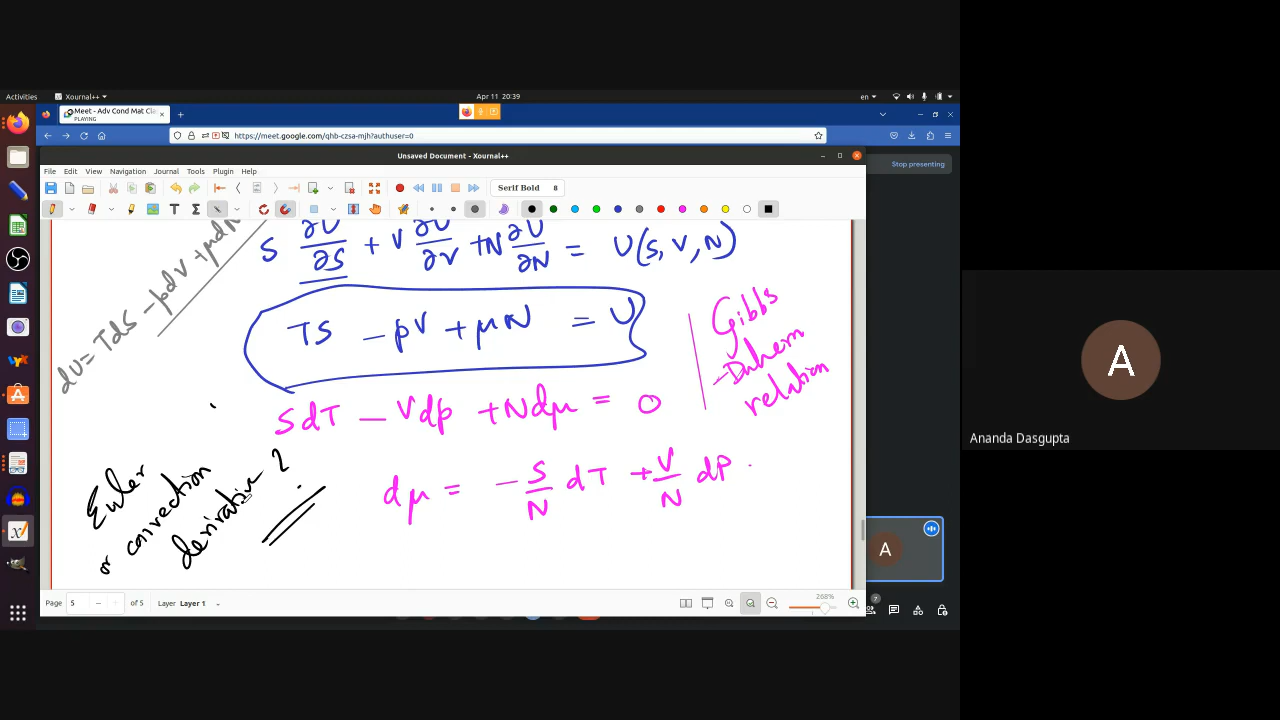 Activities Xournal++ Apr 11 20:39 en
Meet - Adv Cond Mat Cla
PLAYING
https://meet.google.com/qhb-czsa-mjh?authuser=0
Unsaved Document - Xournal++
Stop presenting
File Edit View Navigation Journal Tools Plugin Help
Serif Bold 8
dU = TdS - pdV + μdN
S ∂U/∂S + V ∂U/∂V + N ∂U/∂N = U(S, V, N)
TS - pV + μN = U
Gibbs
- Duhem
relation
SdT - Vdp + Ndμ = 0
dμ = - S/N dT + V/N dP
Euler
or convection
derivative ?
A
Ananda Dasgupta
A
Page 5 of 5 Layer Layer 1 268%
7